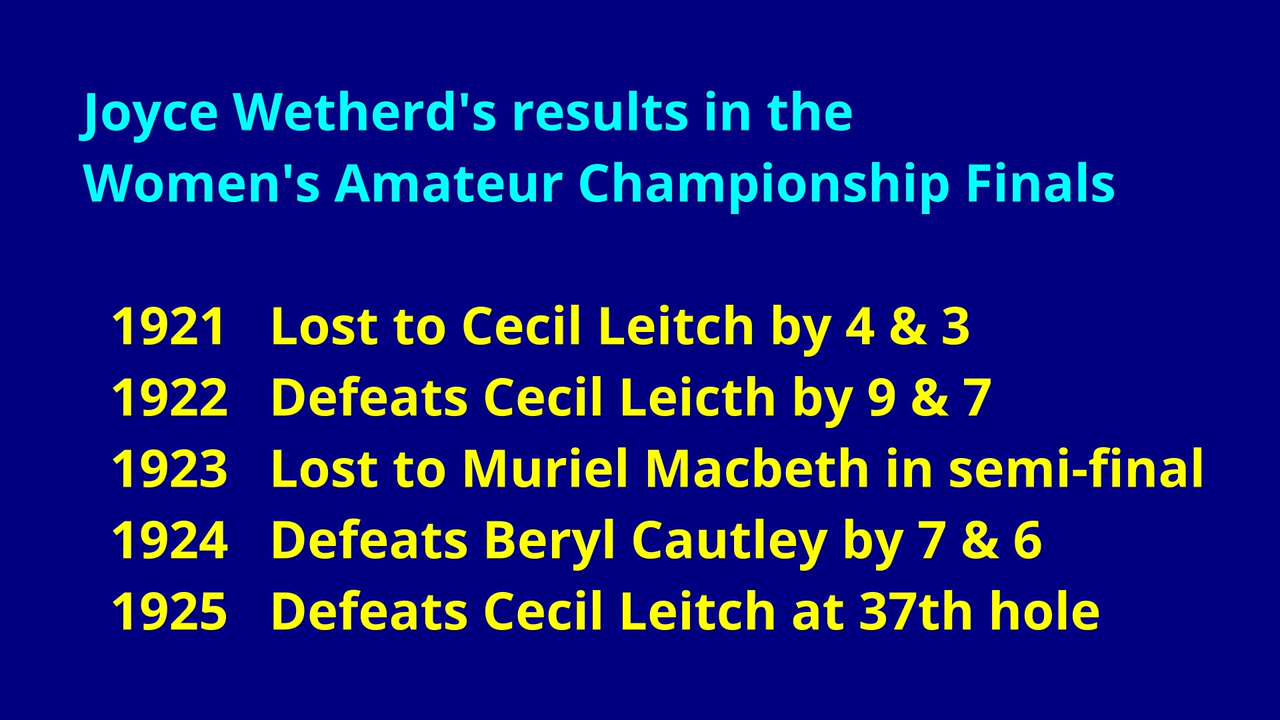 Joyce Wetherd's results in the
Women's Amateur Championship Finals
1921 Lost to Cecil Leitch by 4 & 3
1922 Defeats Cecil Leicth by 9 & 7
1923 Lost to Muriel Macbeth in semi-final
1924 Defeats Beryl Cautley by 7 & 6
1925 Defeats Cecil Leitch at 37th hole